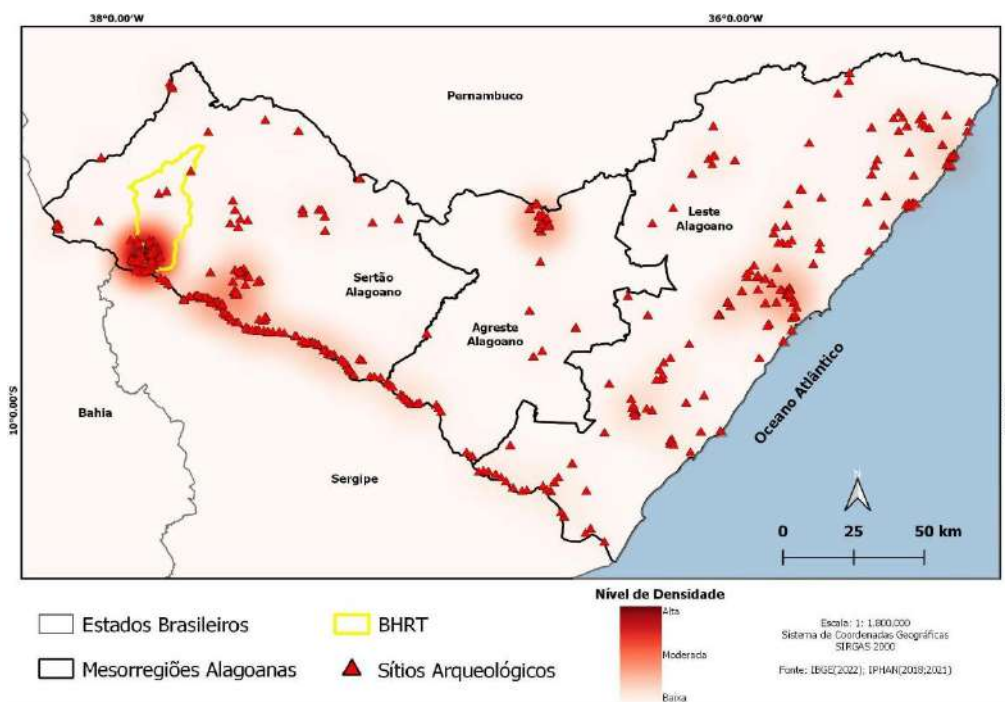 38°0.00'W
36°0.00'W
Pernambuco
Leste
Alagoano
Sertão
Alagoano
Agreste
Alagoano
10°0.00'S
Bahia
Oceano Atlântico
Sergipe
N
0 25 50 km
Nível de Densidade
Estados Brasileiros
BHRT
Alta
Escala: 1: 1.800.000
Sistema de Coordenadas Geográficas
SIRGAS 2000
Moderada
Mesorregiões Alagoanas
Sítios Arqueológicos
Fonte: IBGE(2022); IPHAN(2018;2021)
Baixa